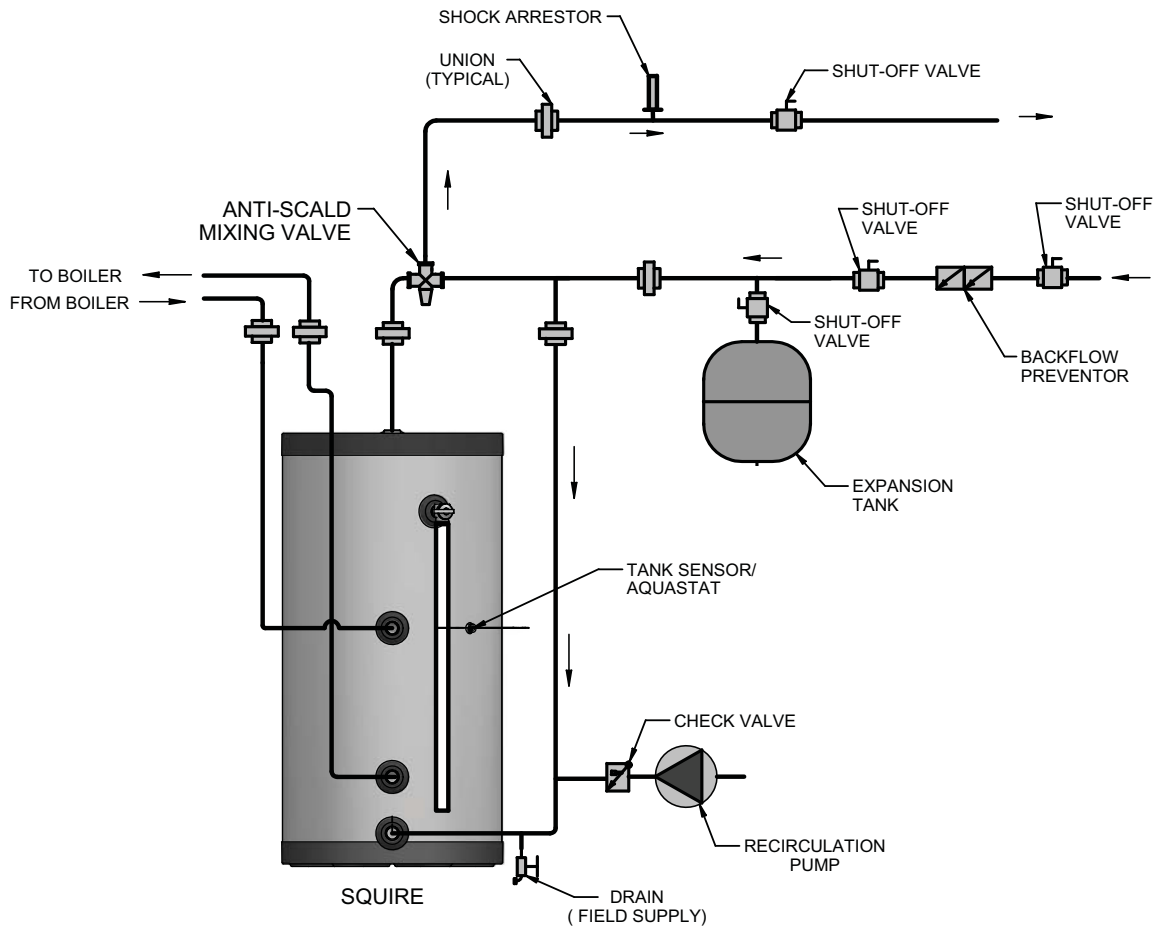 SHOCK ARRESTOR
UNION
(TYPICAL)
SHUT-OFF VALVE
ANTI-SCALD
MIXING VALVE
SHUT-OFF
VALVE
SHUT-OFF
VALVE
TO BOILER
FROM BOILER
SHUT-OFF
VALVE
BACKFLOW
PREVENTOR
EXPANSION
TANK
TANK SENSOR/
AQUASTAT
CHECK VALVE
RECIRCULATION
PUMP
SQUIRE
DRAIN
( FIELD SUPPLY)